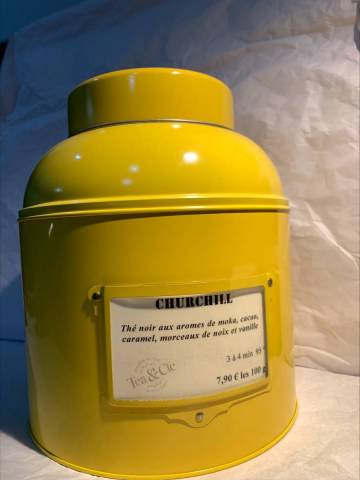 CHURCHILL
Thé noir aux aromes de moka, cacao,
caramel, morceaux de noix et vanille
3 à 4 min 95°
Tea&Cie
7,90 € les 100 g